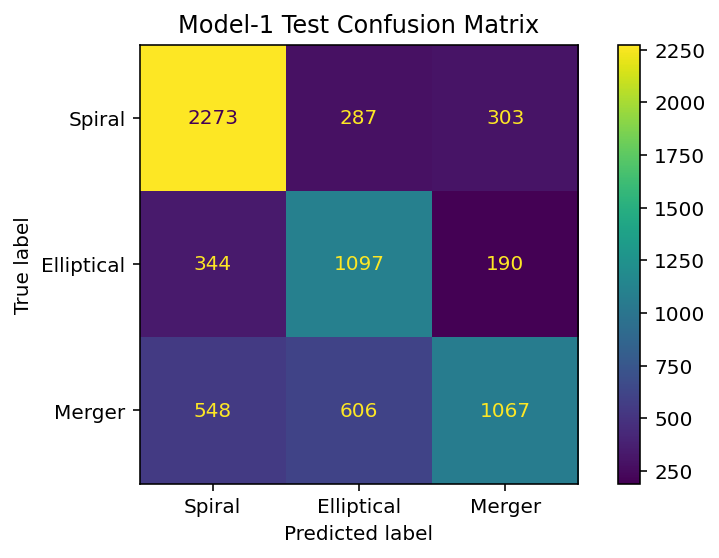 Model-1 Test Confusion Matrix
True label
Spiral 2273 287 303
Elliptical 344 1097 190
Merger 548 606 1067
Spiral Elliptical Merger
Predicted label
2250
2000
1750
1500
1250
1000
750
500
250